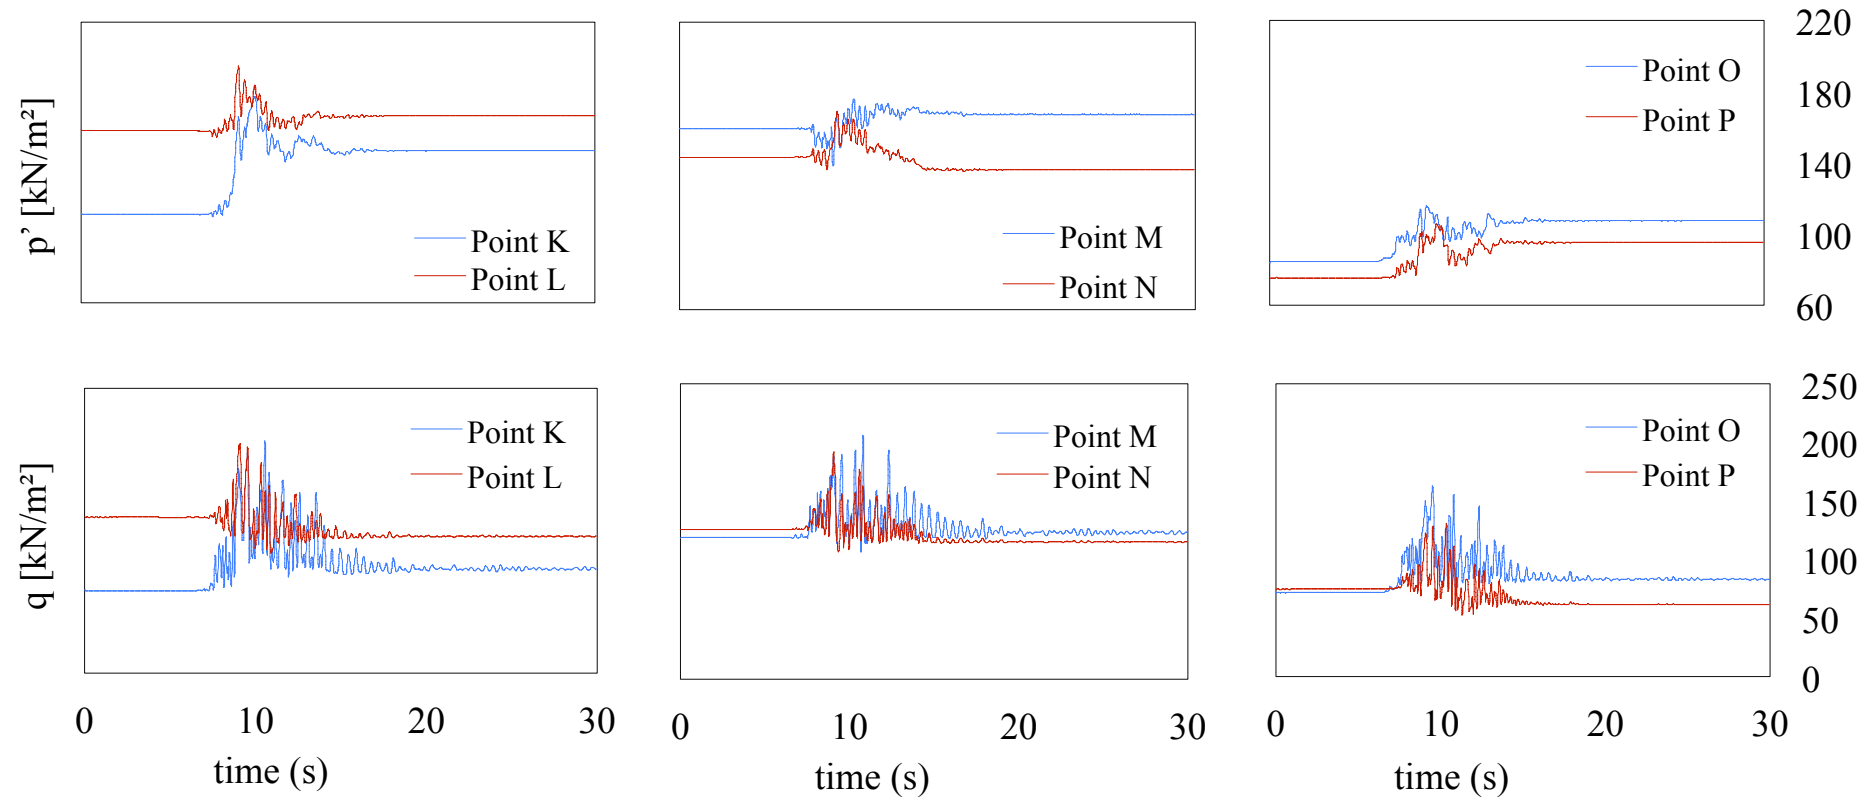 p’ [kN/m²]
Point K
Point L
Point M
Point N
Point O
Point P
220
180
140
100
60
q [kN/m²]
Point K
Point L
Point M
Point N
Point O
Point P
250
200
150
100
50
0
0 10 20 30
time (s)
0 10 20 30
time (s)
0 10 20 30
time (s)